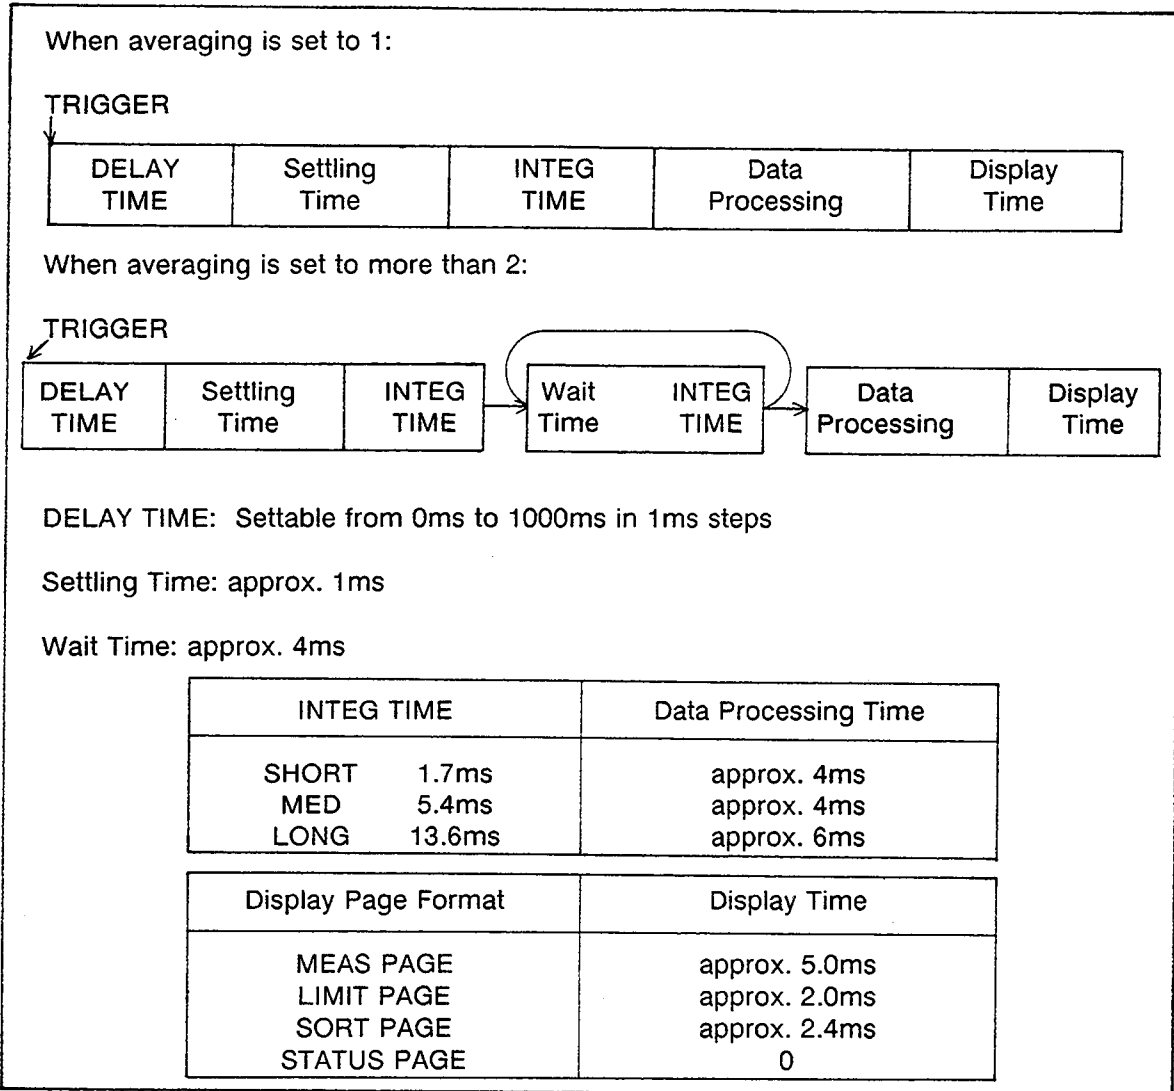 When averaging is set to 1:
TRIGGER
DELAY TIME Settling Time INTEG TIME Data Processing Display Time
When averaging is set to more than 2:
TRIGGER
DELAY TIME Settling Time INTEG TIME Wait Time INTEG TIME Data Processing Display Time
DELAY TIME: Settable from 0ms to 1000ms in 1ms steps
Settling Time: approx. 1ms
Wait Time: approx. 4ms
INTEG TIME Data Processing Time
SHORT 1.7ms approx. 4ms
MED 5.4ms approx. 4ms
LONG 13.6ms approx. 6ms
Display Page Format Display Time
MEAS PAGE approx. 5.0ms
LIMIT PAGE approx. 2.0ms
SORT PAGE approx. 2.4ms
STATUS PAGE 0